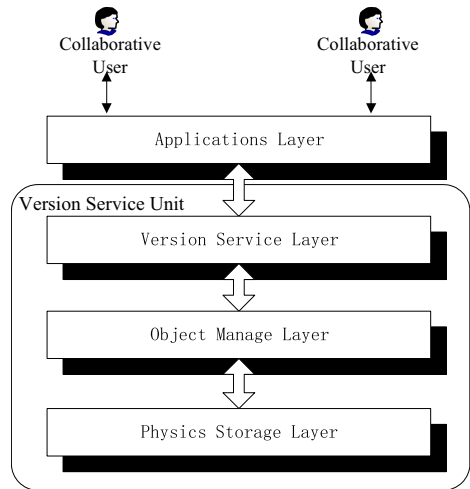 Collaborative
User
Collaborative
User
Applications Layer
Version Service Unit
Version Service Layer
Object Manage Layer
Physics Storage Layer